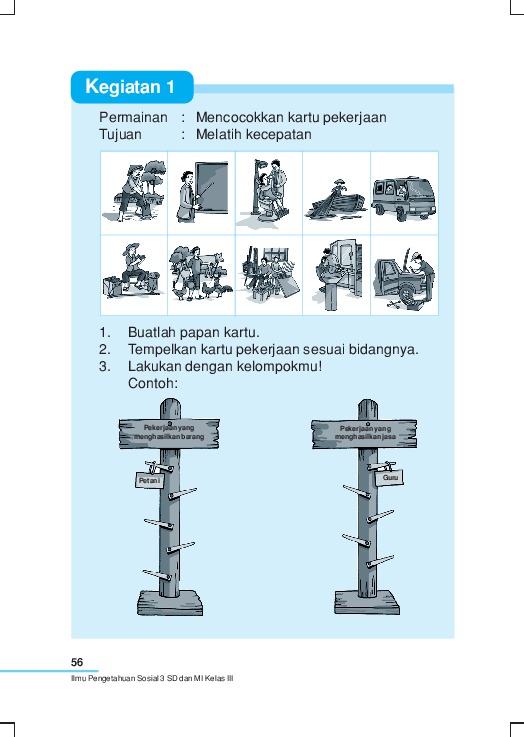 Kegiatan 1
Permainan : Mencocokkan kartu pekerjaan
Tujuan : Melatih kecepatan
1. Buatlah papan kartu.
2. Tempelkan kartu pekerjaan sesuai bidangnya.
3. Lakukan dengan kelompokmu!
Contoh:
Pekerjaan yang
menghasilkan barang
Petani
Pekerjaan yang
menghasilkan jasa
Guru
56
Ilmu Pengetahuan Sosial 3 SD dan MI Kelas III